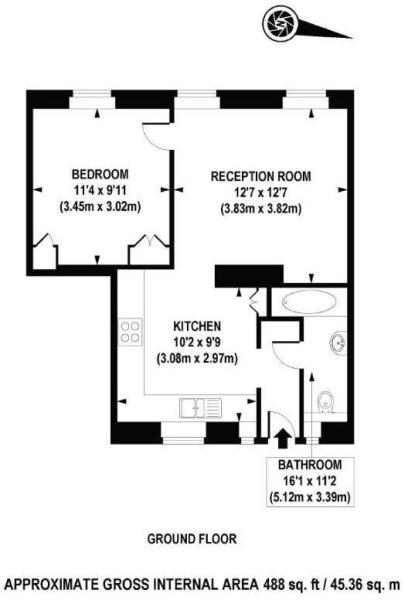 BEDROOM
11'4 x 9'11
(3.45m x 3.02m)
RECEPTION ROOM
12'7 x 12'7
(3.83m x 3.82m)
KITCHEN
10'2 x 9'9
(3.08m x 2.97m)
BATHROOM
16'1 x 11'2
(5.12m x 3.39m)
GROUND FLOOR
APPROXIMATE GROSS INTERNAL AREA 488 sq. ft / 45.36 sq. m